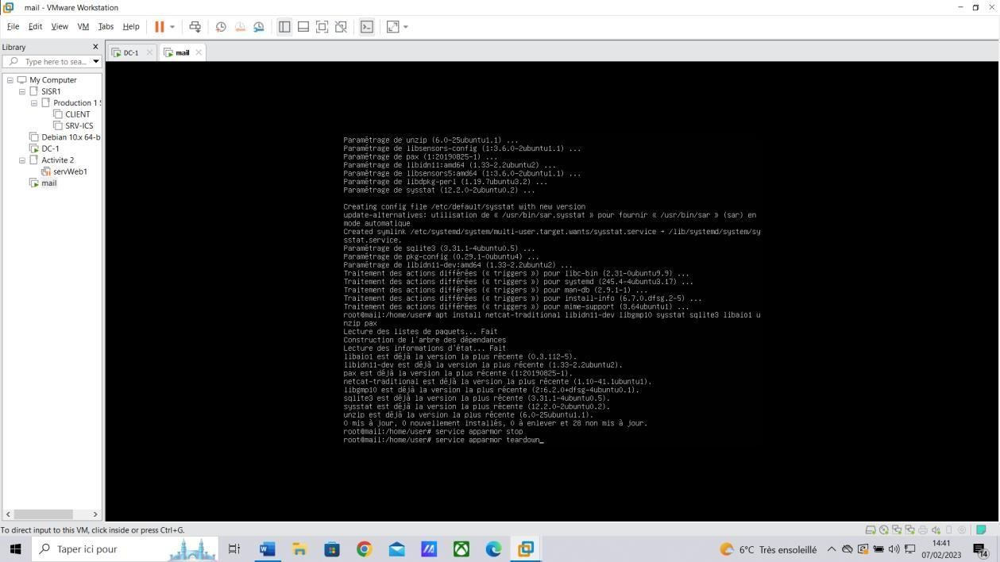 mail - VMware Workstation
File Edit View VM Tabs Help
Library
Type here to sea...
My Computer
SISR1
Production 1
CLIENT
SRV-ICS
Debian 10.x 64-b
DC-1
Activite 2
servWeb1
mail
DC-1
mail
Paramétrage de unzip (6.0-25ubuntu1.1) ...
Paramétrage de libsensors-config (1:3.6.0-2ubuntu1.1) ...
Paramétrage de pax (1:20190825-1) ...
Paramétrage de libidn11:amd64 (1.33-2.2ubuntu2) ...
Paramétrage de libsensors5:amd64 (1:3.6.0-2ubuntu1.1) ...
Paramétrage de libdpkg-perl (1.19.7ubuntu3.2) ...
Paramétrage de sysstat (12.2.0-2ubuntu0.2) ...
Creating config file /etc/default/sysstat with new version
update-alternatives: utilisation de « /usr/bin/sar.sysstat » pour fournir « /usr/bin/sar » (sar) en
mode automatique
Created symlink /etc/systemd/system/multi-user.target.wants/sysstat.service → /lib/systemd/system/sy
sstat.service.
Paramétrage de sqlite3 (3.31.1-4ubuntu0.5) ...
Paramétrage de pkg-config (0.29.1-0ubuntu4) ...
Paramétrage de libidn11-dev:amd64 (1.33-2.2ubuntu2) ...
Traitement des actions différées (« triggers ») pour libc-bin (2.31-0ubuntu9.9) ...
Traitement des actions différées (« triggers ») pour systemd (245.4-4ubuntu3.17) ...
Traitement des actions différées (« triggers ») pour man-db (2.9.1-1) ...
Traitement des actions différées (« triggers ») pour install-info (6.7.0.dfsg.2-5) ...
Traitement des actions différées (« triggers ») pour mime-support (3.64ubuntu1) ...
root@mail:/home/user# apt install netcat-traditional libidn11-dev libgmp10 sysstat sqlite3 libaio1 u
nzip pax
Lecture des listes de paquets... Fait
Construction de l'arbre des dépendances
Lecture des informations d'état... Fait
libaio1 est déjà la version la plus récente (0.3.112-5).
libidn11-dev est déjà la version la plus récente (1.33-2.2ubuntu2).
pax est déjà la version la plus récente (1:20190825-1).
netcat-traditional est déjà la version la plus récente (1.10-41.1ubuntu1).
libgmp10 est déjà la version la plus récente (2:6.2.0+dfsg-4ubuntu0.1).
sqlite3 est déjà la version la plus récente (3.31.1-4ubuntu0.5).
sysstat est déjà la version la plus récente (12.2.0-2ubuntu0.2).
unzip est déjà la version la plus récente (6.0-25ubuntu1.1).
0 mis à jour, 0 nouvellement installés, 0 à enlever et 28 non mis à jour.
root@mail:/home/user# service apparmor stop
root@mail:/home/user# service apparmor teardown_
To direct input to this VM, click inside or press Ctrl+G.
Taper ici pour
6°C Très ensoleillé
14:41
07/02/2023
14